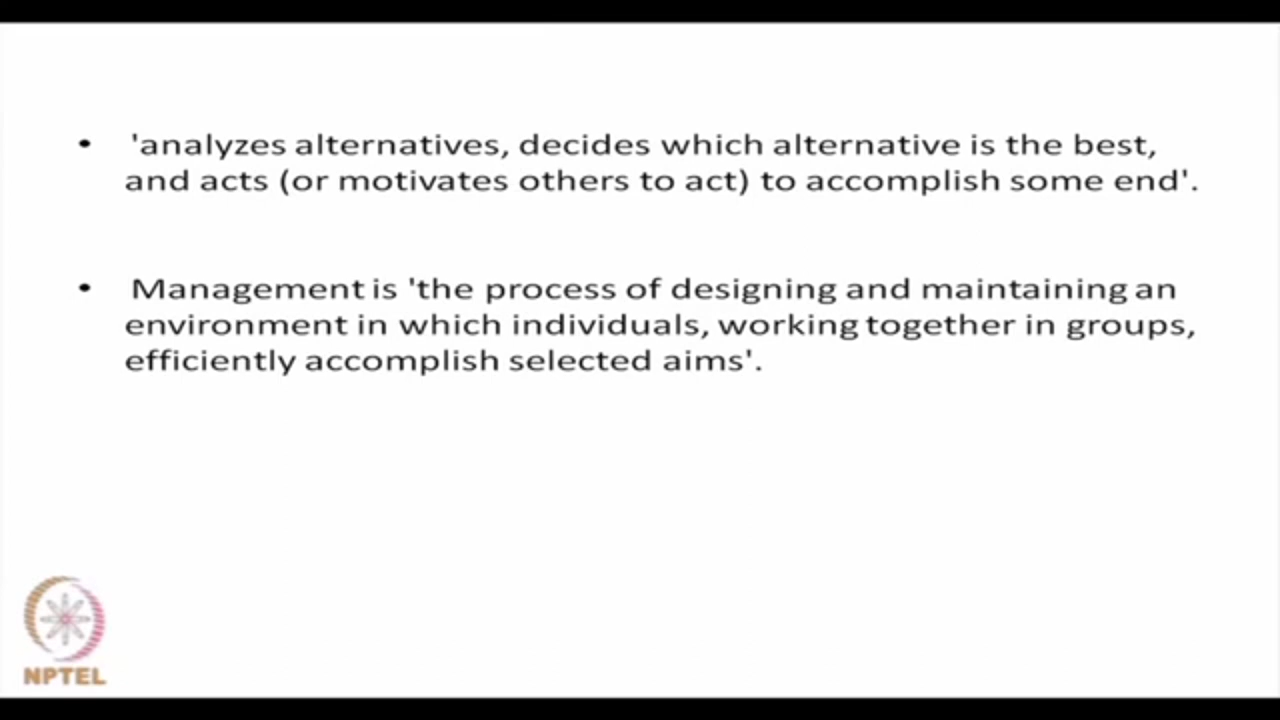 • 'analyzes alternatives, decides which alternative is the best,
and acts (or motivates others to act) to accomplish some end'.
• Management is 'the process of designing and maintaining an
environment in which individuals, working together in groups,
efficiently accomplish selected aims'.
NPTEL